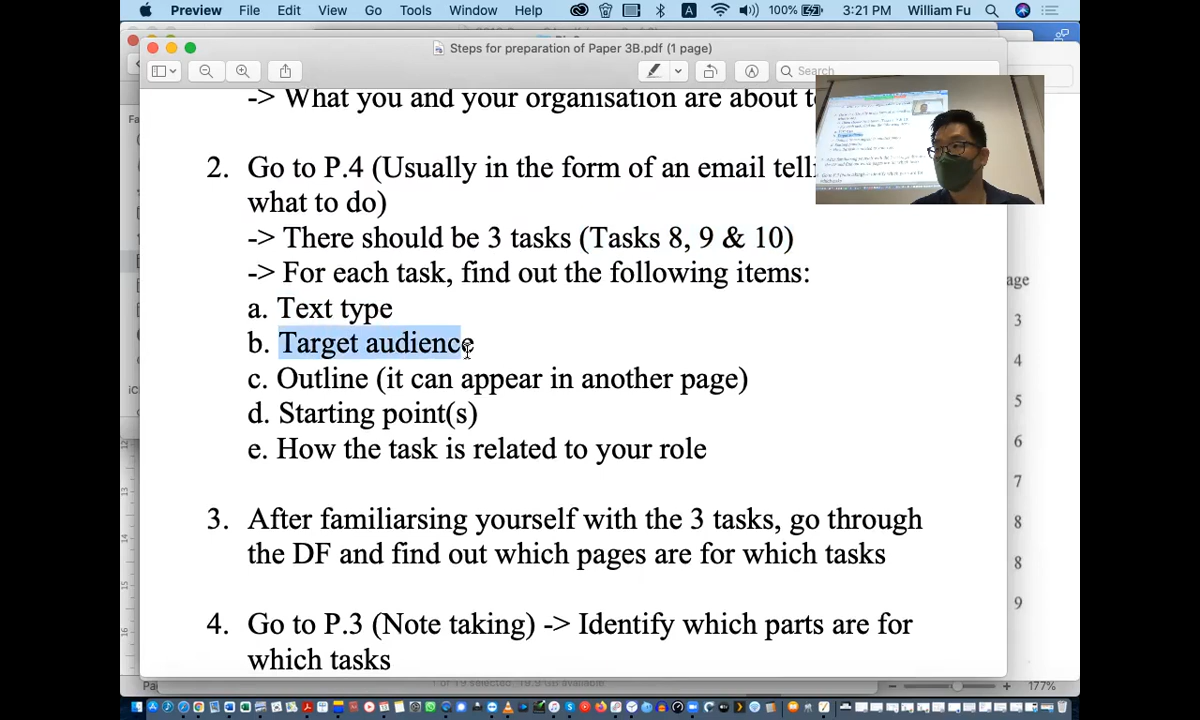 Preview File Edit View Go Tools Window Help 100% 3:21 PM William Fu
Steps for preparation of Paper 3B.pdf (1 page)
Search
-> What you and your organisation are about t
2. Go to P.4 (Usually in the form of an email tell
what to do)
-> There should be 3 tasks (Tasks 8, 9 & 10)
-> For each task, find out the following items:
a. Text type
b. Target audience
c. Outline (it can appear in another page)
d. Starting point(s)
e. How the task is related to your role
3. After familiarsing yourself with the 3 tasks, go through
the DF and find out which pages are for which tasks
4. Go to P.3 (Note taking) -> Identify which parts are for
which tasks
age
3
4
5
6
7
8
8
9
177%